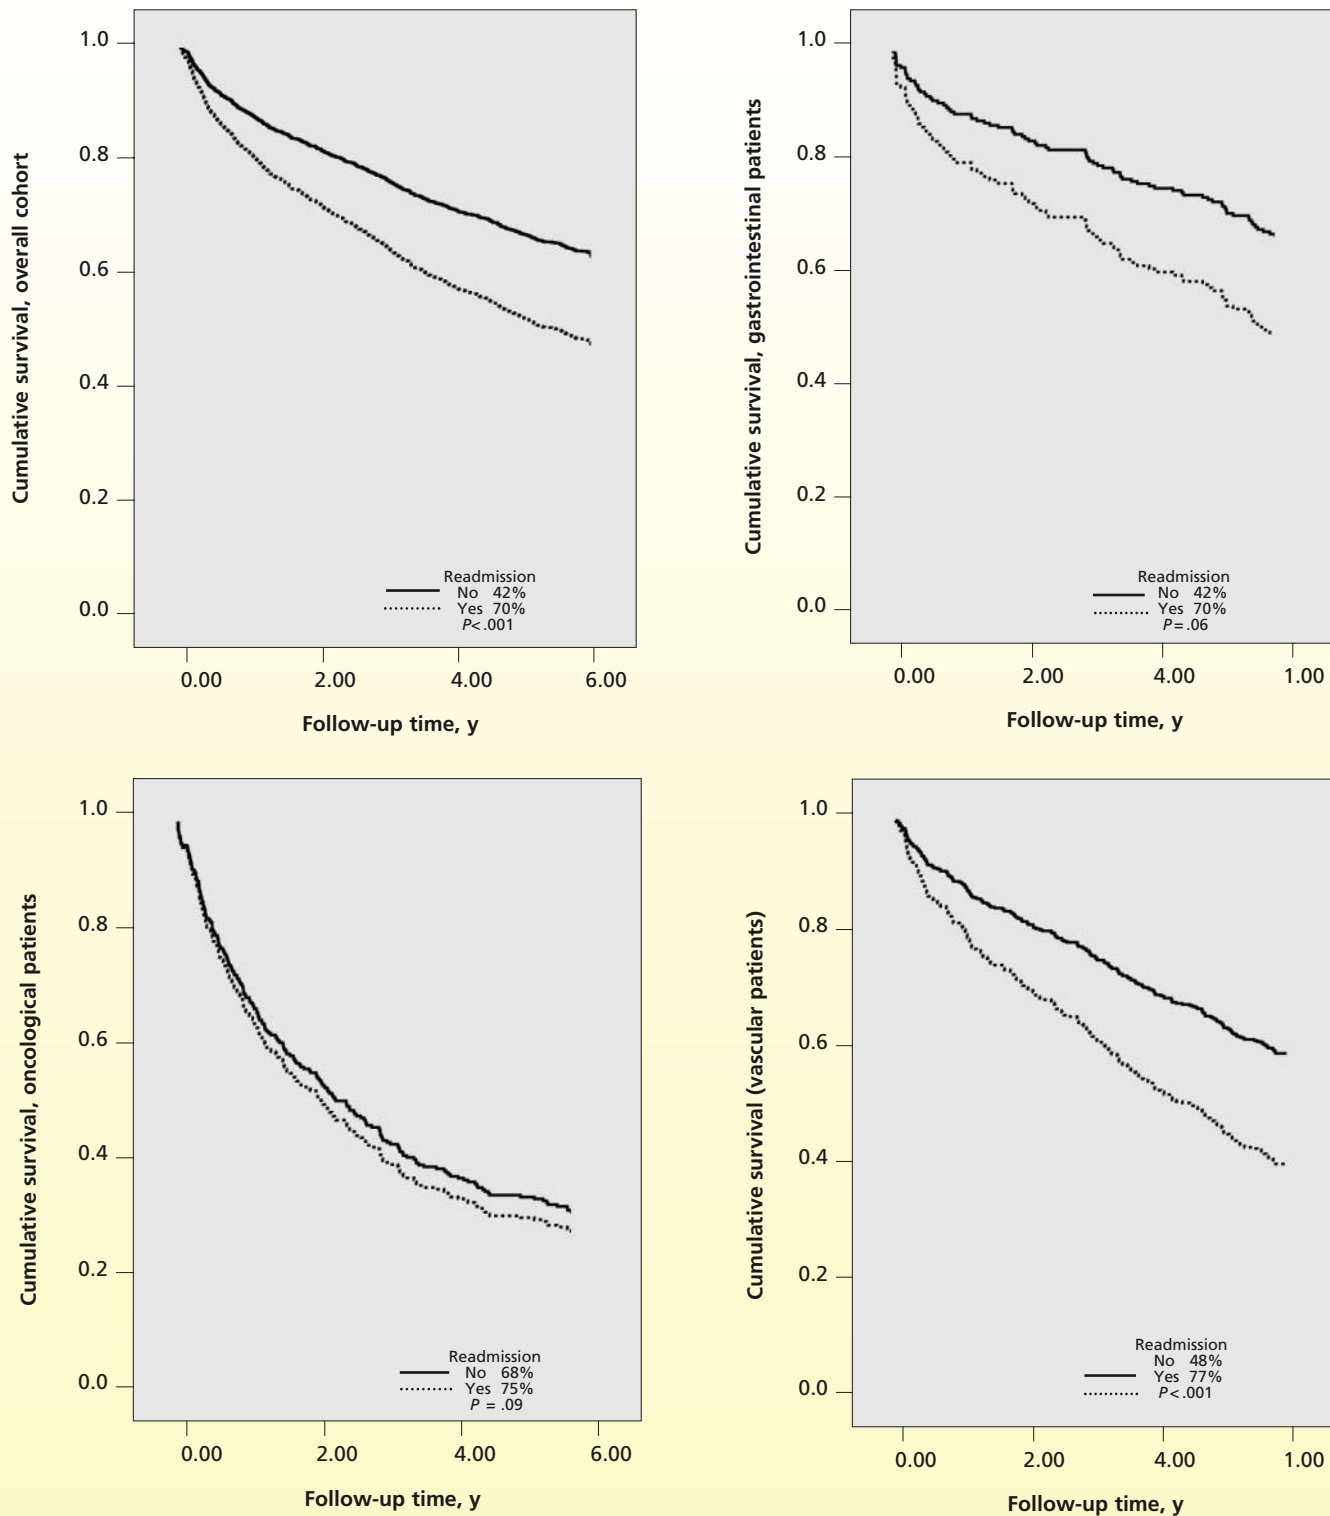 Cumulative survival, overall cohort
1.0
0.8
0.6
0.4
0.2
0.0
Readmission
No 42%
Yes 70%
P<.001
0.00 2.00 4.00 6.00
Follow-up time, y
Cumulative survival, gastrointestinal patients
1.0
0.8
0.6
0.4
0.2
0.0
Readmission
No 42%
Yes 70%
P=.06
0.00 2.00 4.00 1.00
Follow-up time, y
Cumulative survival, oncological patients
1.0
0.8
0.6
0.4
0.2
0.0
Readmission
No 68%
Yes 75%
P = .09
0.00 2.00 4.00 6.00
Follow-up time, y
Cumulative survival (vascular patients)
1.0
0.8
0.6
0.4
0.2
0.0
Readmission
No 48%
Yes 77%
P<.001
0.00 2.00 4.00 1.00
Follow-up time, y